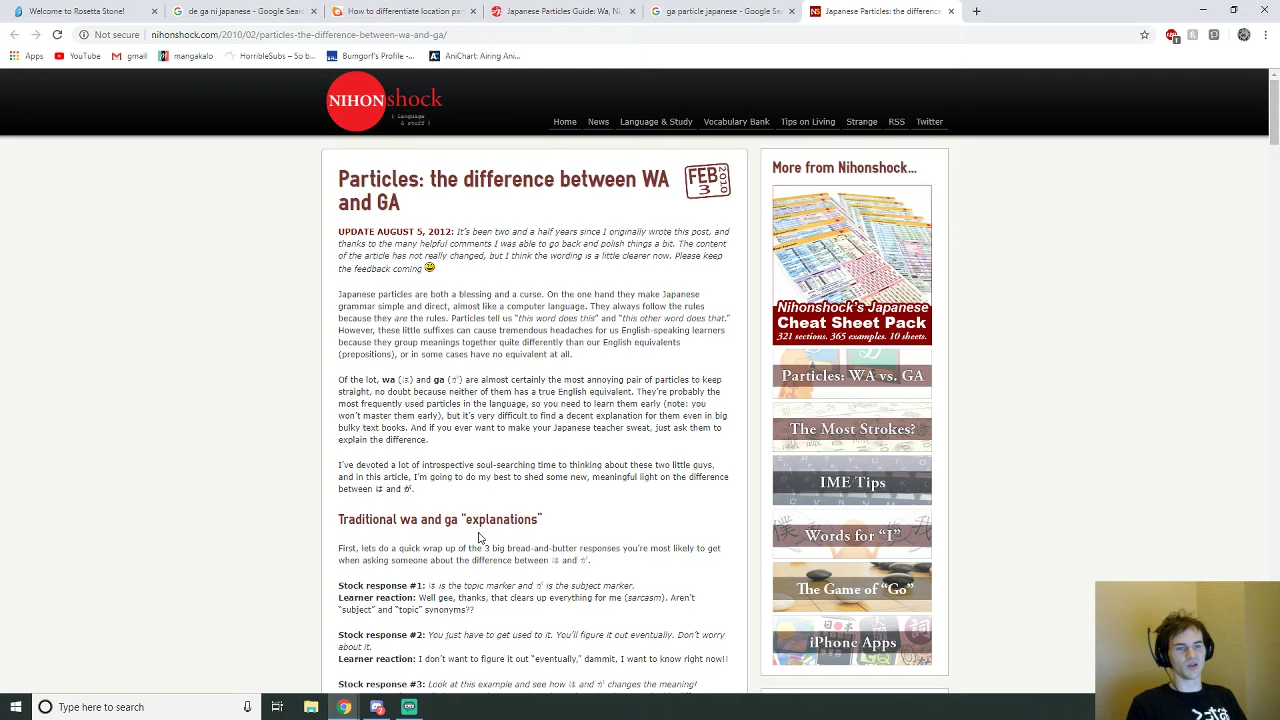 Welcome to Rosetta Stone!
de ga ni japanese - Google Sear
How to differentiate location par
Japanese Particles Guide: Wa, Ni,
ga particle japanese - Google Se
Japanese Particles: The differenc
Not secure
nihonshock.com/2010/02/particles-the-difference-between-wa-and-ga/
Apps
YouTube
gmail
mangakalo
HorribleSubs – So b...
Bumgorf's Profile -...
AniChart: Airing Ani...
NIHONshock
{ language
& stuff }
Home
News
Language & Study
Vocabulary Bank
Tips on Living
Strange
RSS
Twitter
Particles: the difference between WA
and GA
FEB
3
2010
UPDATE AUGUST 5, 2012: It's been two and a half years since I originally wrote this post, and
thanks to the many helpful comments I was able to go back and polish things a bit. The content
of the article has not really changed, but I think the wording is a little clearer now. Please keep
the feedback coming
Japanese particles are both a blessing and a curse. On the one hand they make Japanese
grammar simple and direct, almost like a computer language. They always follow the rules
because they are the rules. Particles tell us "this word does this" and "this other word does that."
However, these little suffixes can cause tremendous headaches for us English-speaking learners
because they group meanings together quite differently than our English equivalents
(prepositions), or in some cases have no equivalent at all.
Of the lot, wa (は) and ga (が) are almost certainly the most annoying pair of particles to keep
straight, no doubt because neither of them has a true English equivalent. They're probably the
most frequently used particles in the language, so you need to learn them early (note: you
won't master them early), but it's very difficult to find a decent explanation for them even in big
bulky text books. And if you ever want to make your Japanese teacher sweat, just ask them to
explain the difference.
I've devoted a lot of introspective soul-searching time to thinking about these two little guys,
and in this article, I'm going to do my best to shed some new, meaningful light on the difference
between は and が.
Traditional wa and ga "explanations"
First, lets do a quick wrap up of the 3 big bread-and-butter responses you're most likely to get
when asking someone about the difference between は and が.
Stock response #1: は is the topic marker and が is the subject marker.
Learner reaction: Well gee, thanks, that clears up everything for me (sarcasm). Aren't
"subject" and "topic" synonyms??
Stock response #2: You just have to get used to it. You'll figure it out eventually. Don't worry
about it.
Learner reaction: I don't want to figure it out "eventually," dammit, I want to know right now!!
Stock response #3: Look at this example and see how は and が changes the meaning!
More from Nihonshock...
Nihonshock's Japanese
Cheat Sheet Pack
321 sections. 365 examples. 10 sheets.
Particles: WA vs. GA
The Most Strokes?
IME Tips
Words for "I"
The Game of "Go"
iPhone Apps
Type here to search
おたく